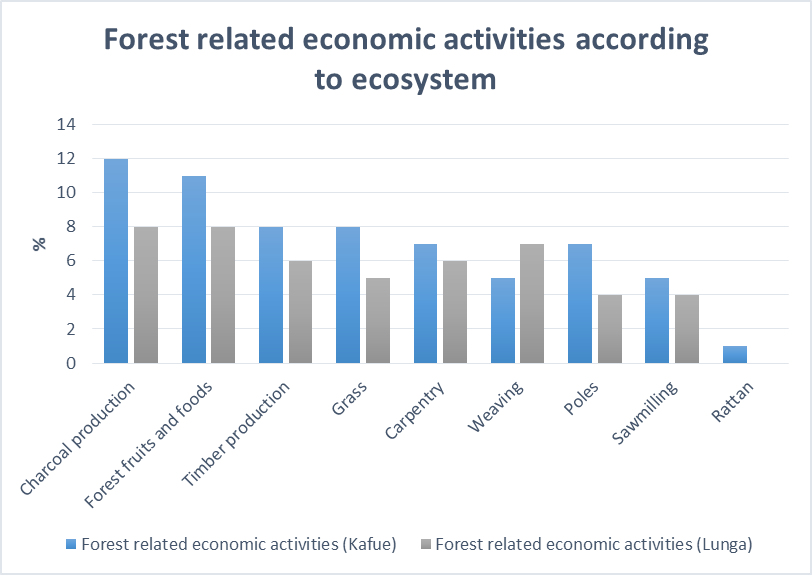 Forest related economic activities according
to ecosystem
14
12
10
8
6
4
2
0
%
Charcoal production
Forest fruits and foods
Timber production
Grass
Carpentry
Weaving
Poles
Sawmilling
Rattan
Forest related economic activities (Kafue)
Forest related economic activities (Lunga)